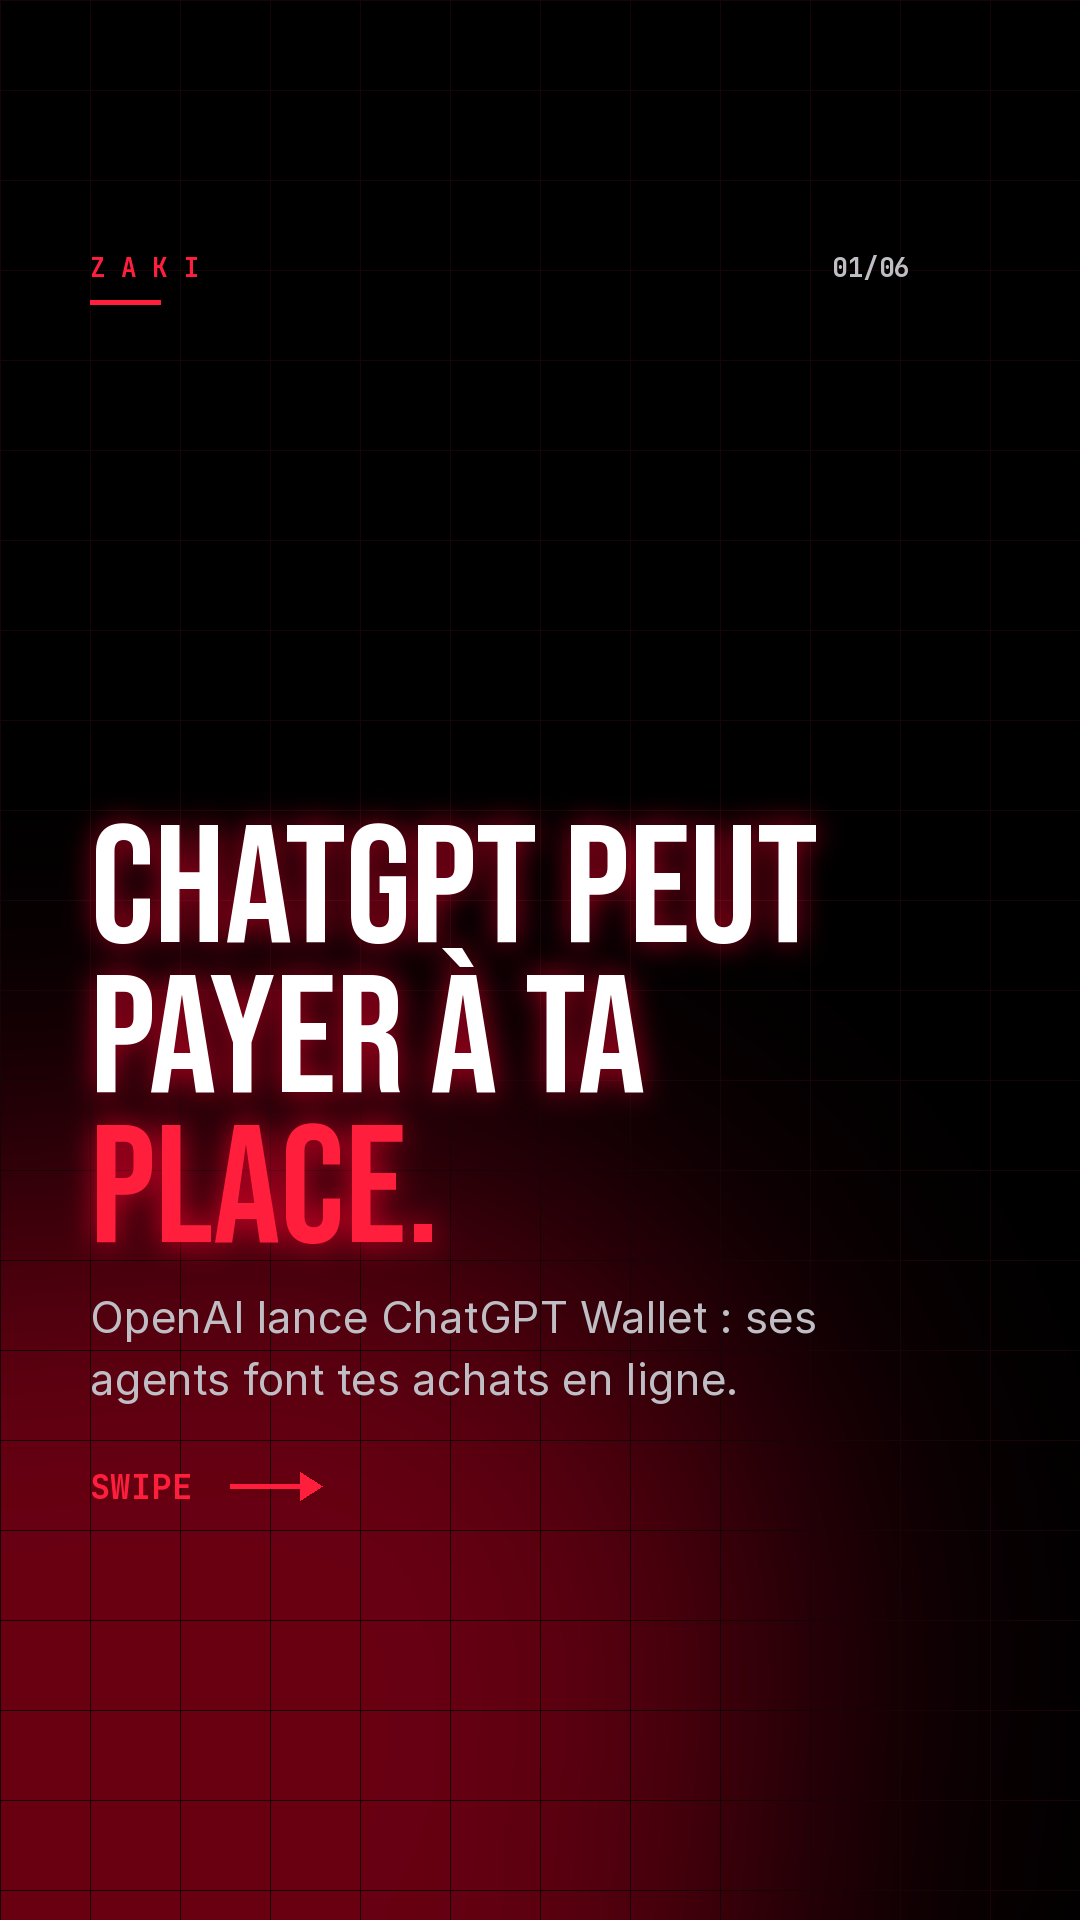 ZAKI
01/06
CHATGPT PEUT
PAYER À TA
PLACE.
OpenAI lance ChatGPT Wallet : ses
agents font tes achats en ligne.
SWIPE